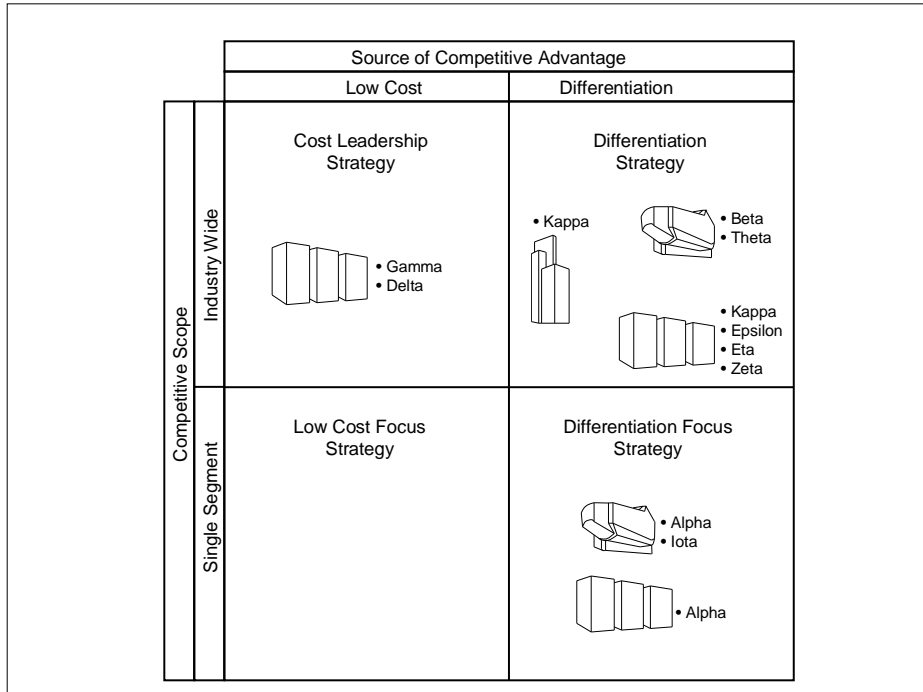 Source of Competitive Advantage
Low Cost
Differentiation
Competitive Scope
Industry Wide
Cost Leadership
Strategy
• Gamma
• Delta
Differentiation
Strategy
• Kappa
• Beta
• Theta
• Kappa
• Epsilon
• Eta
• Zeta
Single Segment
Low Cost Focus
Strategy
Differentiation Focus
Strategy
• Alpha
• Iota
• Alpha